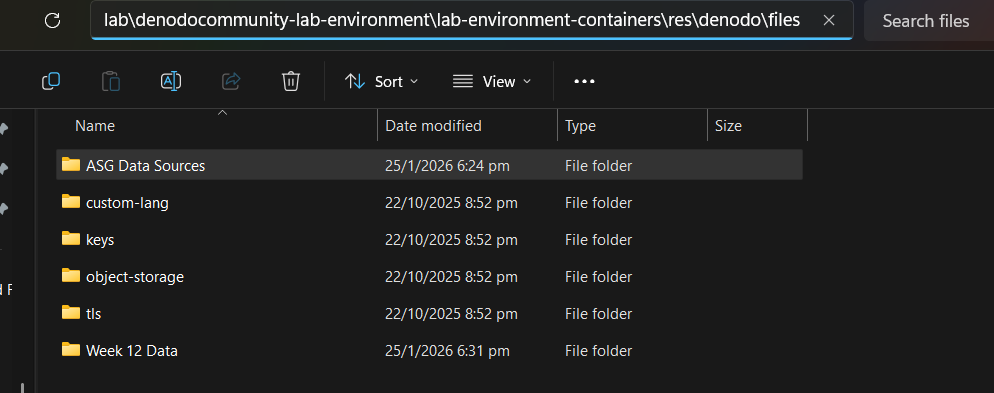 lab\denodocommunity-lab-environment\lab-environment-containers\res\denodo\files
Search files
Sort
View
Name Date modified Type Size
ASG Data Sources 25/1/2026 6:24 pm File folder
custom-lang 22/10/2025 8:52 pm File folder
keys 22/10/2025 8:52 pm File folder
object-storage 22/10/2025 8:52 pm File folder
tls 22/10/2025 8:52 pm File folder
Week 12 Data 25/1/2026 6:31 pm File folder